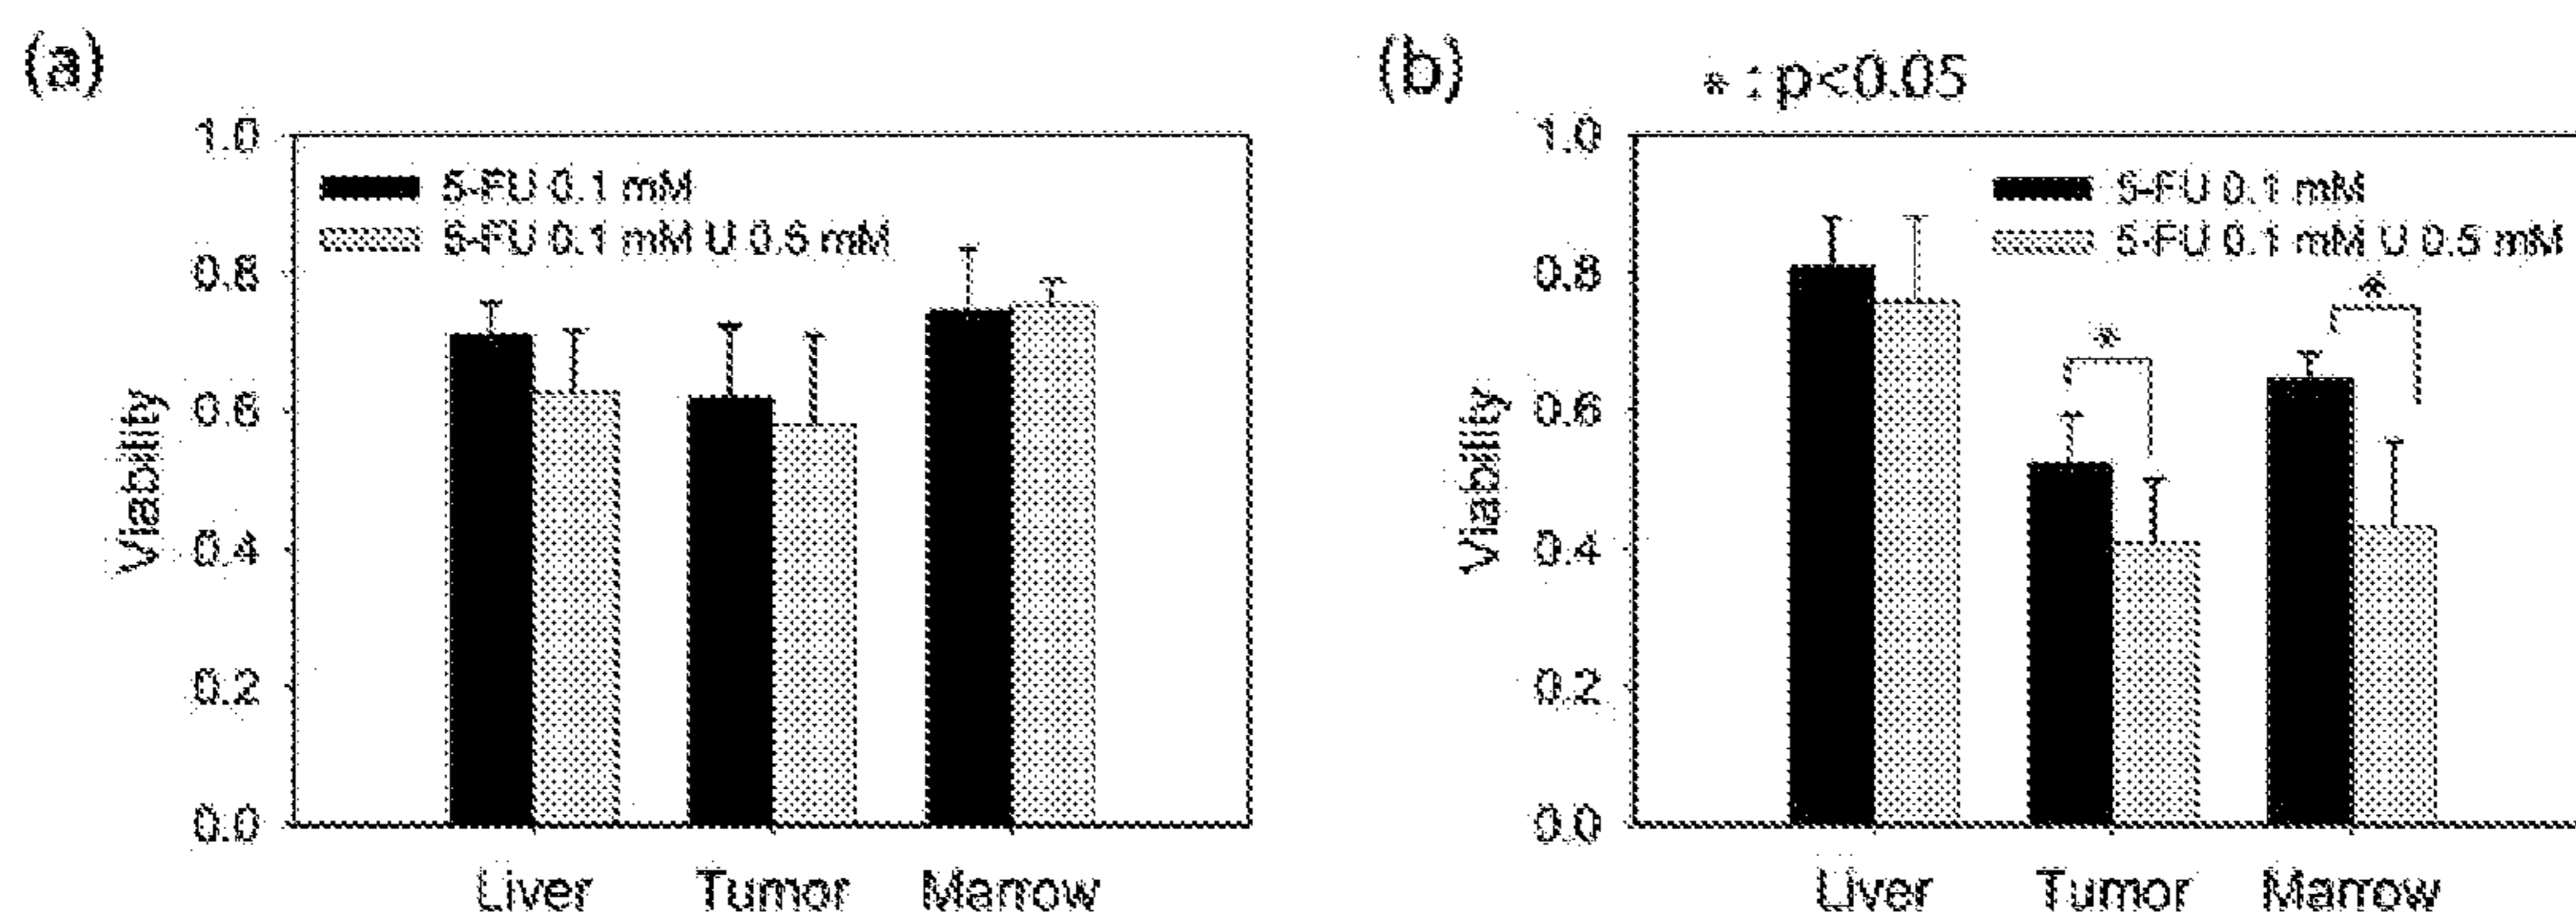 (a)
1.0
0.8
0.6
0.4
0.2
0.0
Viability
5-FU 0.1 mM
5-FU 0.1 mM U 0.5 mM
Liver Tumor Marrow
(b)
* : p<0.05
1.0
0.8
0.6
0.4
0.2
0.0
Viability
5-FU 0.1 mM
5-FU 0.1 mM U 0.5 mM
*
*
Liver Tumor Marrow